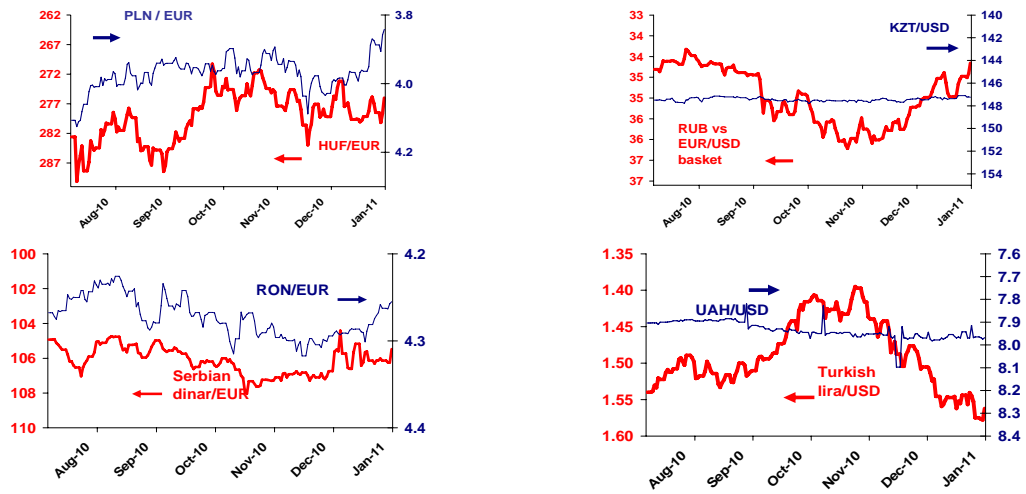 262
267
272
277
282
287
PLN / EUR
HUF/EUR
3.8
4.0
4.2
Aug-10
Sep-10
Oct-10
Nov-10
Dec-10
Jan-11
33
34
34
35
35
36
36
37
37
KZT/USD
RUB vs
EUR/USD
basket
140
142
144
146
148
150
152
154
Aug-10
Sep-10
Oct-10
Nov-10
Dec-10
Jan-11
100
102
104
106
108
110
RON/EUR
Serbian
dinar/EUR
4.2
4.3
4.4
Aug-10
Sep-10
Oct-10
Nov-10
Dec-10
Jan-11
1.35
1.40
1.45
1.50
1.55
1.60
UAH/USD
Turkish
lira/USD
7.6
7.7
7.8
7.9
8.0
8.1
8.2
8.3
8.4
Aug-10
Sep-10
Oct-10
Nov-10
Dec-10
Jan-11